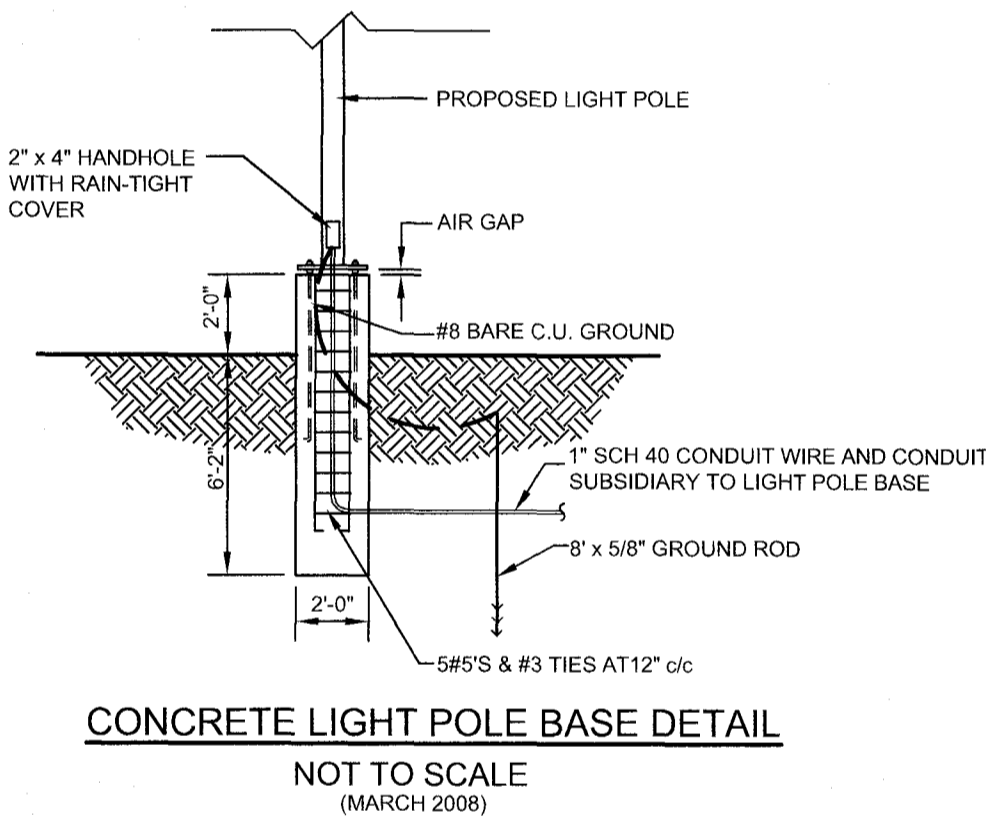 PROPOSED LIGHT POLE
2" x 4" HANDHOLE
WITH RAIN-TIGHT
COVER
AIR GAP
2'-0"
#8 BARE C.U. GROUND
6'-2"
1" SCH 40 CONDUIT WIRE AND CONDUIT
SUBSIDIARY TO LIGHT POLE BASE
8' x 5/8" GROUND ROD
2'-0"
5#5'S & #3 TIES AT12" c/c
CONCRETE LIGHT POLE BASE DETAIL
NOT TO SCALE
(MARCH 2008)